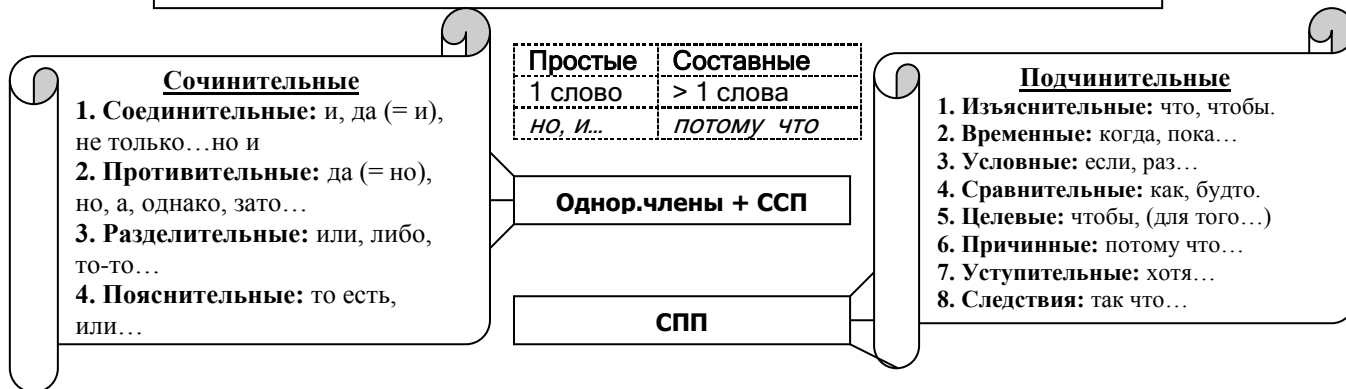 Сочинительные
1. Соединительные: и, да (= и),
не только…но и
2. Противительные: да (= но),
но, а, однако, зато…
3. Разделительные: или, либо,
то-то…
4. Пояснительные: то есть,
или…
Простые Составные
1 слово > 1 слова
но, и... потому что
Однор.члены + ССП
СПП
Подчинительные
1. Изъяснительные: что, чтобы.
2. Временные: когда, пока…
3. Условные: если, раз…
4. Сравнительные: как, будто.
5. Целевые: чтобы, (для того…)
6. Причинные: потому что…
7. Уступительные: хотя…
8. Следствия: так что…